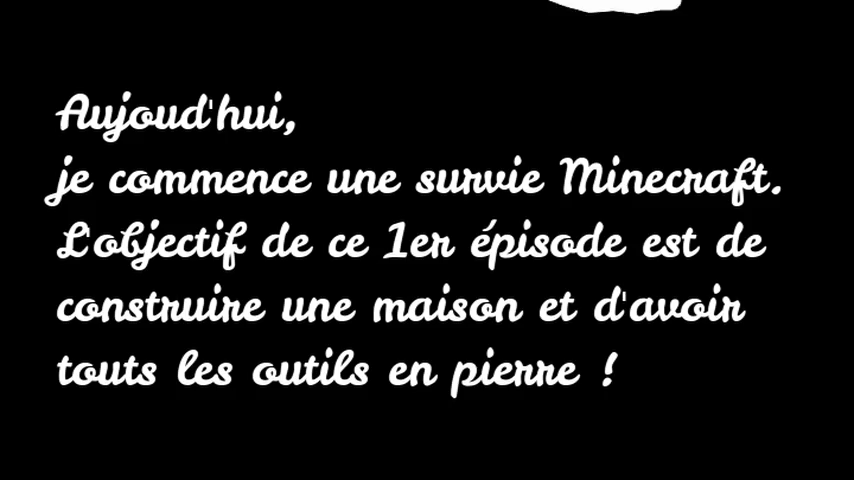 Aujoud'hui,
je commence une survie Minecraft.
L'objectif de ce 1er épisode est de
construire une maison et d'avoir
touts les outils en pierre !